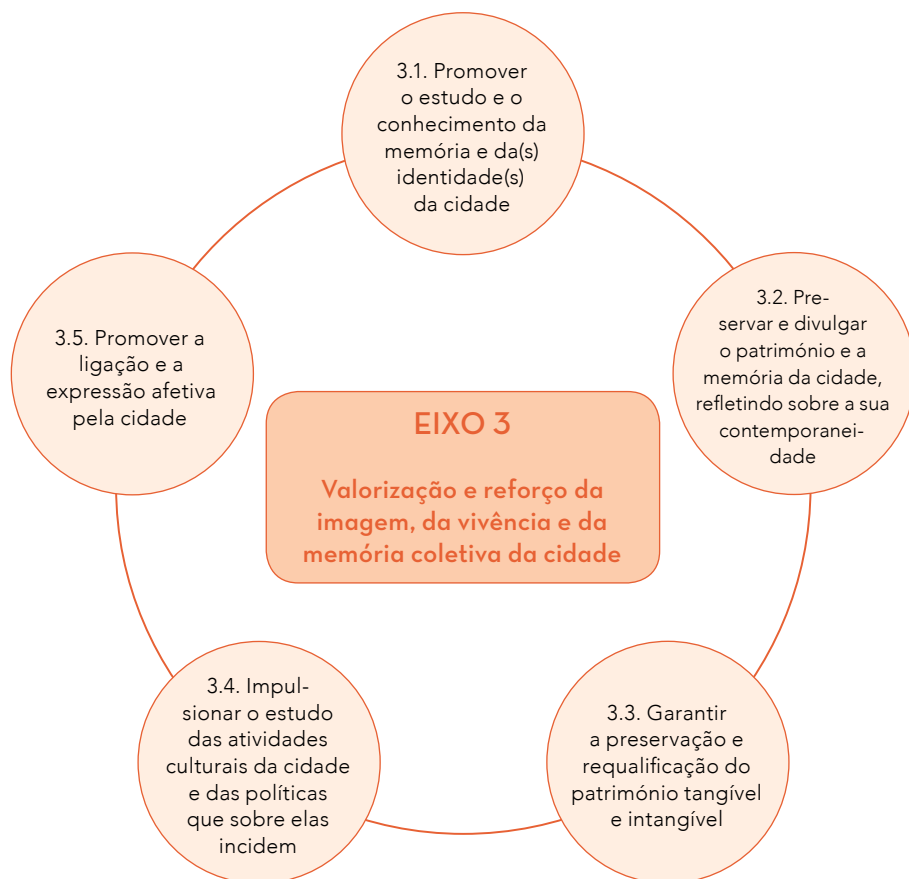 3.1. Promover
o estudo e o
conhecimento da
memória e da(s)
identidade(s)
da cidade
3.2. Pre-
servar e divulgar
o património e a
memória da cidade,
refletindo sobre a sua
contemporanei-
dade
3.5. Promover a
ligação e a
expressão afetiva
pela cidade
EIXO 3
Valorização e reforço da
imagem, da vivência e da
memória coletiva da cidade
3.4. Impul-
sionar o estudo
das atividades
culturais da cidade
e das políticas
que sobre elas
incidem
3.3. Garantir
a preservação e
requalificação do
património tangível
e intangível